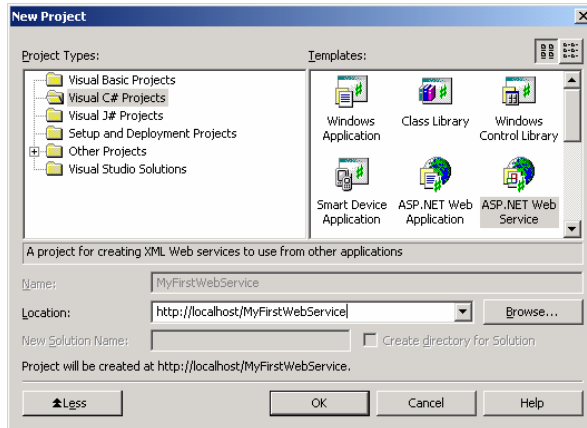 New Project
Project Types:
Templates:
Visual Basic Projects
Visual C# Projects
Visual J# Projects
Setup and Deployment Projects
Other Projects
Visual Studio Solutions
Windows Application
Class Library
Windows Control Library
Smart Device Application
ASP.NET Web Application
ASP.NET Web Service
A project for creating XML Web services to use from other applications
Name:
MyFirstWebService
Location:
http://localhost/MyFirstWebService
Browse...
New Solution Name:
Create directory for Solution
Project will be created at http://localhost/MyFirstWebService.
Less
OK
Cancel
Help